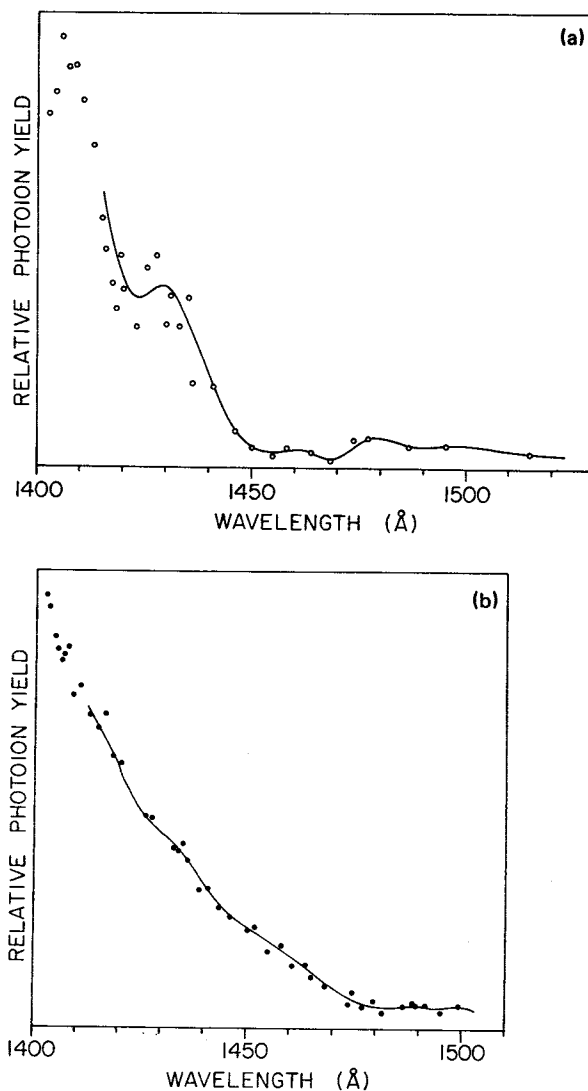 (a)
RELATIVE PHOTOION YIELD
1400
1450
1500
WAVELENGTH (Å)
(b)
RELATIVE PHOTOION YIELD
1400
1450
1500
WAVELENGTH (Å)